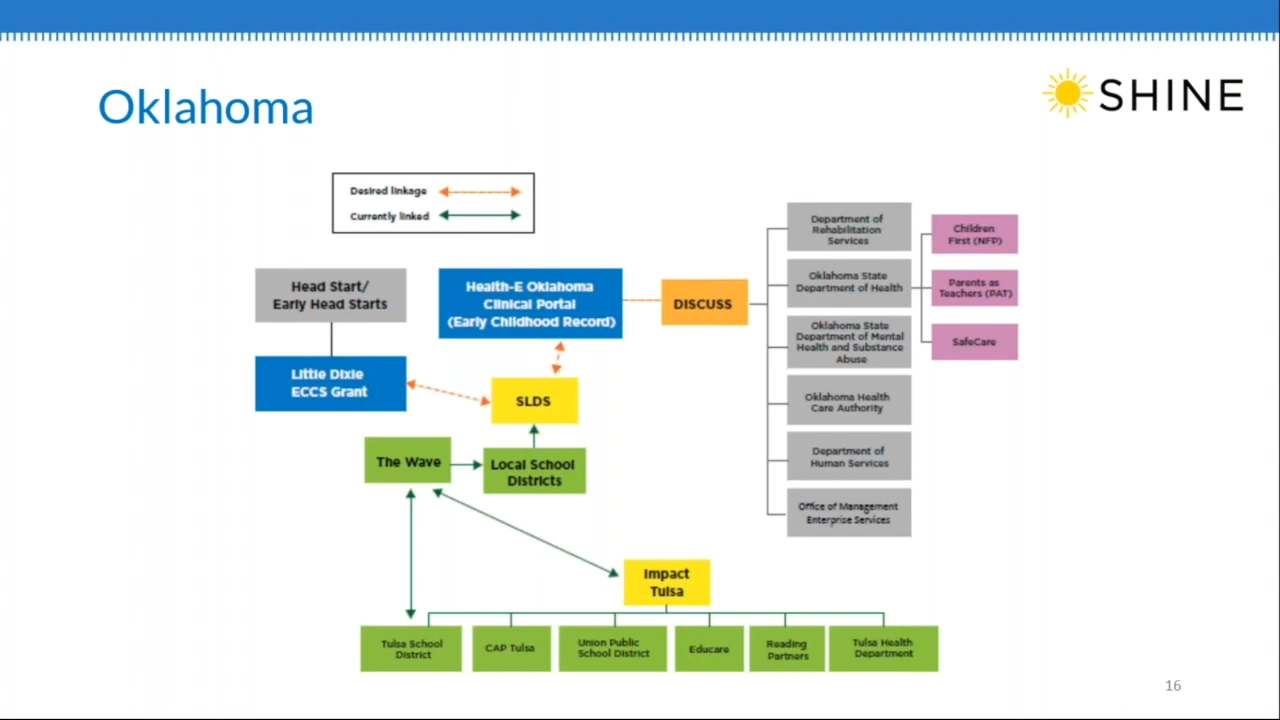 Oklahoma
SHINE
Desired linkage
Currently linked
Head Start/
Early Head Starts
Health-E Oklahoma
Clinical Portal
(Early Childhood Record)
DISCUSS
Department of
Rehabilitation
Services
Oklahoma State
Department of Health
Oklahoma State
Department of Mental
Health and Substance
Abuse
Oklahoma Health
Care Authority
Department of
Human Services
Office of Management
Enterprise Services
Children
First (NFP)
Parents as
Teachers (PAT)
SafeCare
Little Dixie
ECCS Grant
SLDS
The Wave
Local School
Districts
Impact
Tulsa
Tulsa School
District
CAP Tulsa
Union Public
School District
Educare
Reading
Partners
Tulsa Health
Department
16